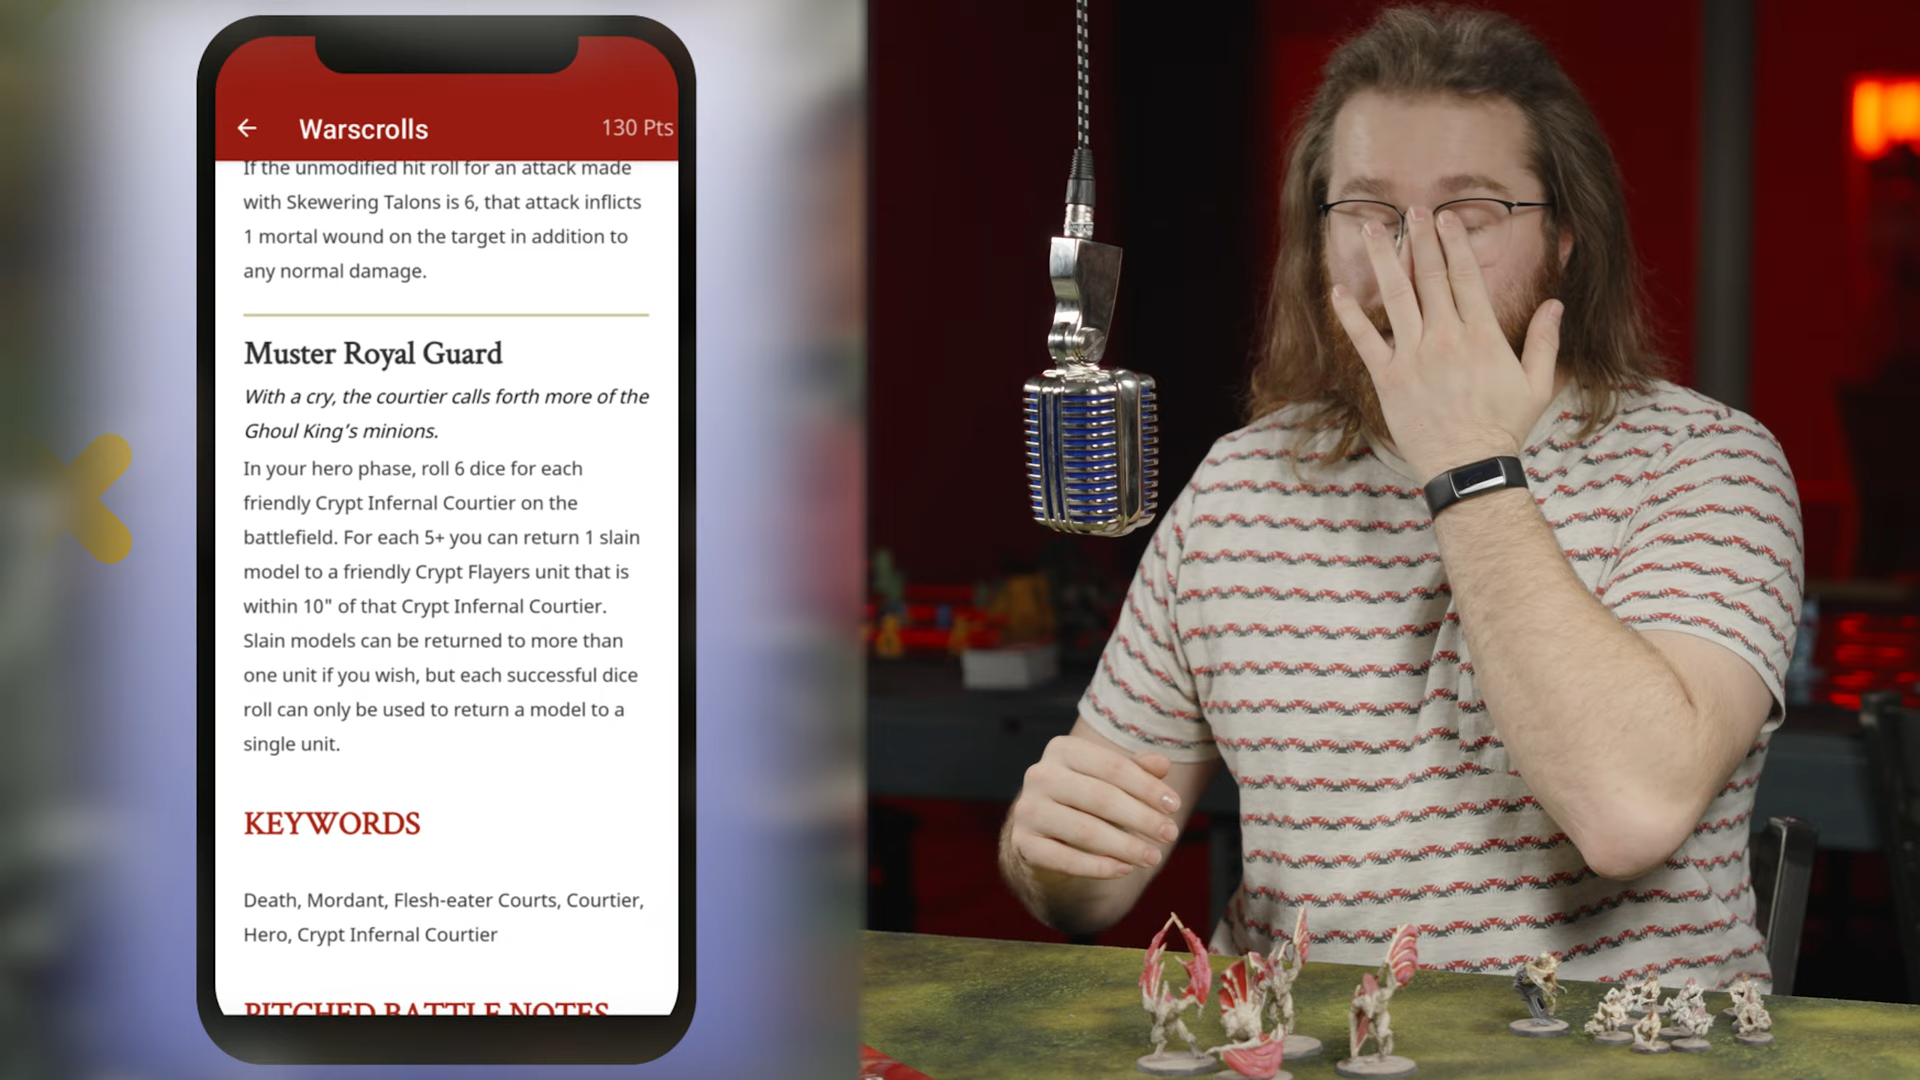 Warscrolls
130 Pts
If the unmodified hit roll for an attack made
with Skewering Talons is 6, that attack inflicts
1 mortal wound on the target in addition to
any normal damage.
Muster Royal Guard
With a cry, the courtier calls forth more of the
Ghoul King's minions.
In your hero phase, roll 6 dice for each
friendly Crypt Infernal Courtier on the
battlefield. For each 5+ you can return 1 slain
model to a friendly Crypt Flayers unit that is
within 10" of that Crypt Infernal Courtier.
Slain models can be returned to more than
one unit if you wish, but each successful dice
roll can only be used to return a model to a
single unit.
KEYWORDS
Death, Mordant, Flesh-eater Courts, Courtier,
Hero, Crypt Infernal Courtier
PITCHED BATTLE NOTES